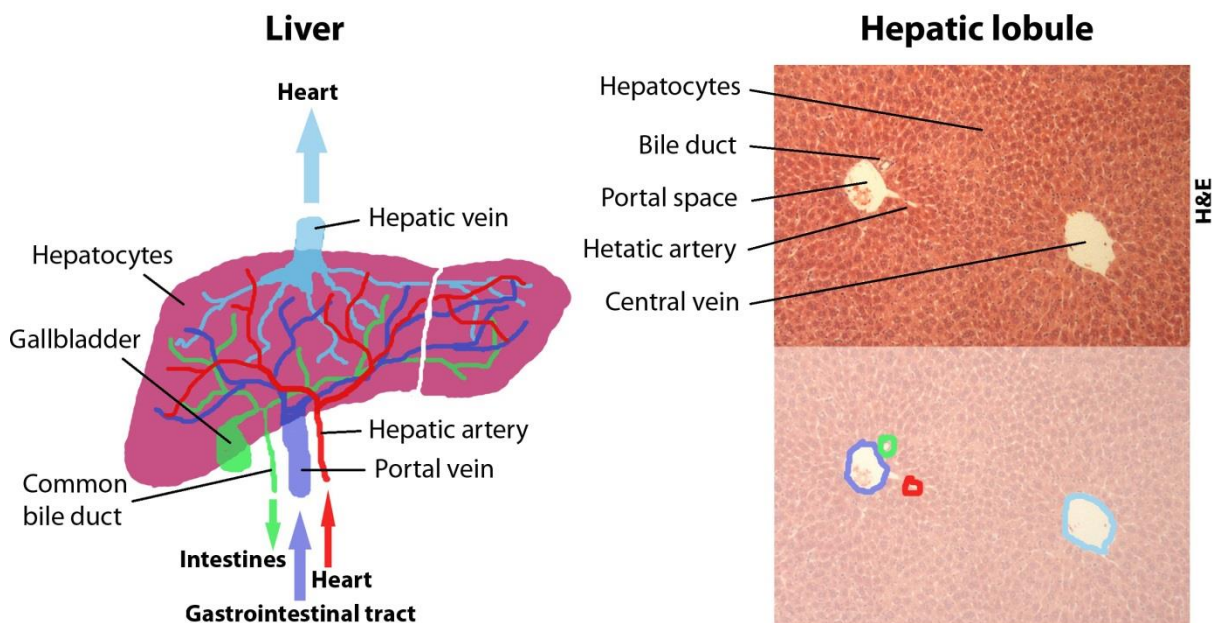 Liver
Heart
Hepatic vein
Hepatocytes
Gallbladder
Hepatic artery
Portal vein
Common
bile duct
Intestines
Heart
Gastrointestinal tract
Hepatic lobule
Hepatocytes
Bile duct
Portal space
Hetatic artery
Central vein
H&E